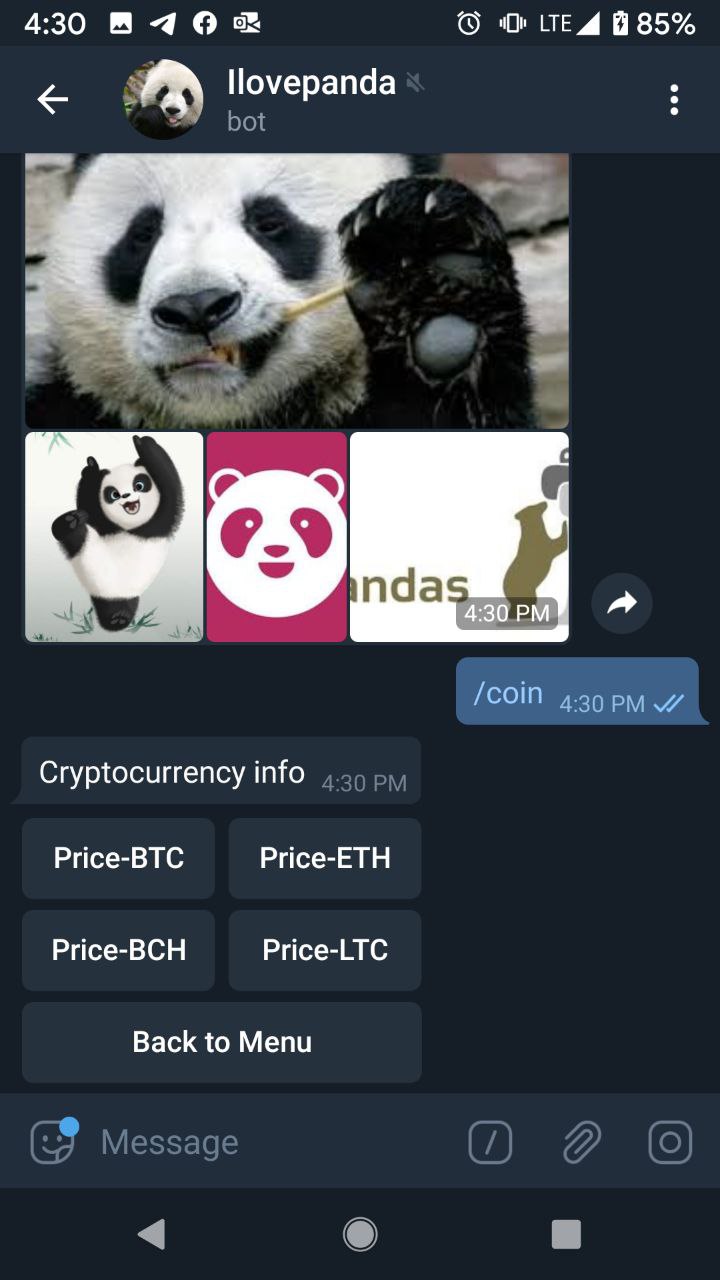 4:30
LTE
85%
Ilovepanda
bot
andas
4:30 PM
/coin 4:30 PM
Cryptocurrency info 4:30 PM
Price-BTC Price-ETH
Price-BCH Price-LTC
Back to Menu
Message